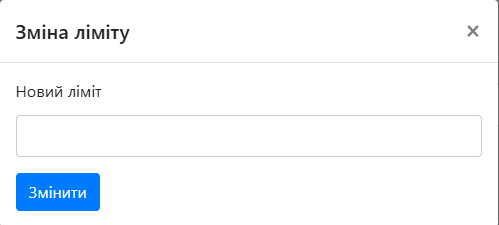 Зміна ліміту
×
Новий ліміт
Змінити